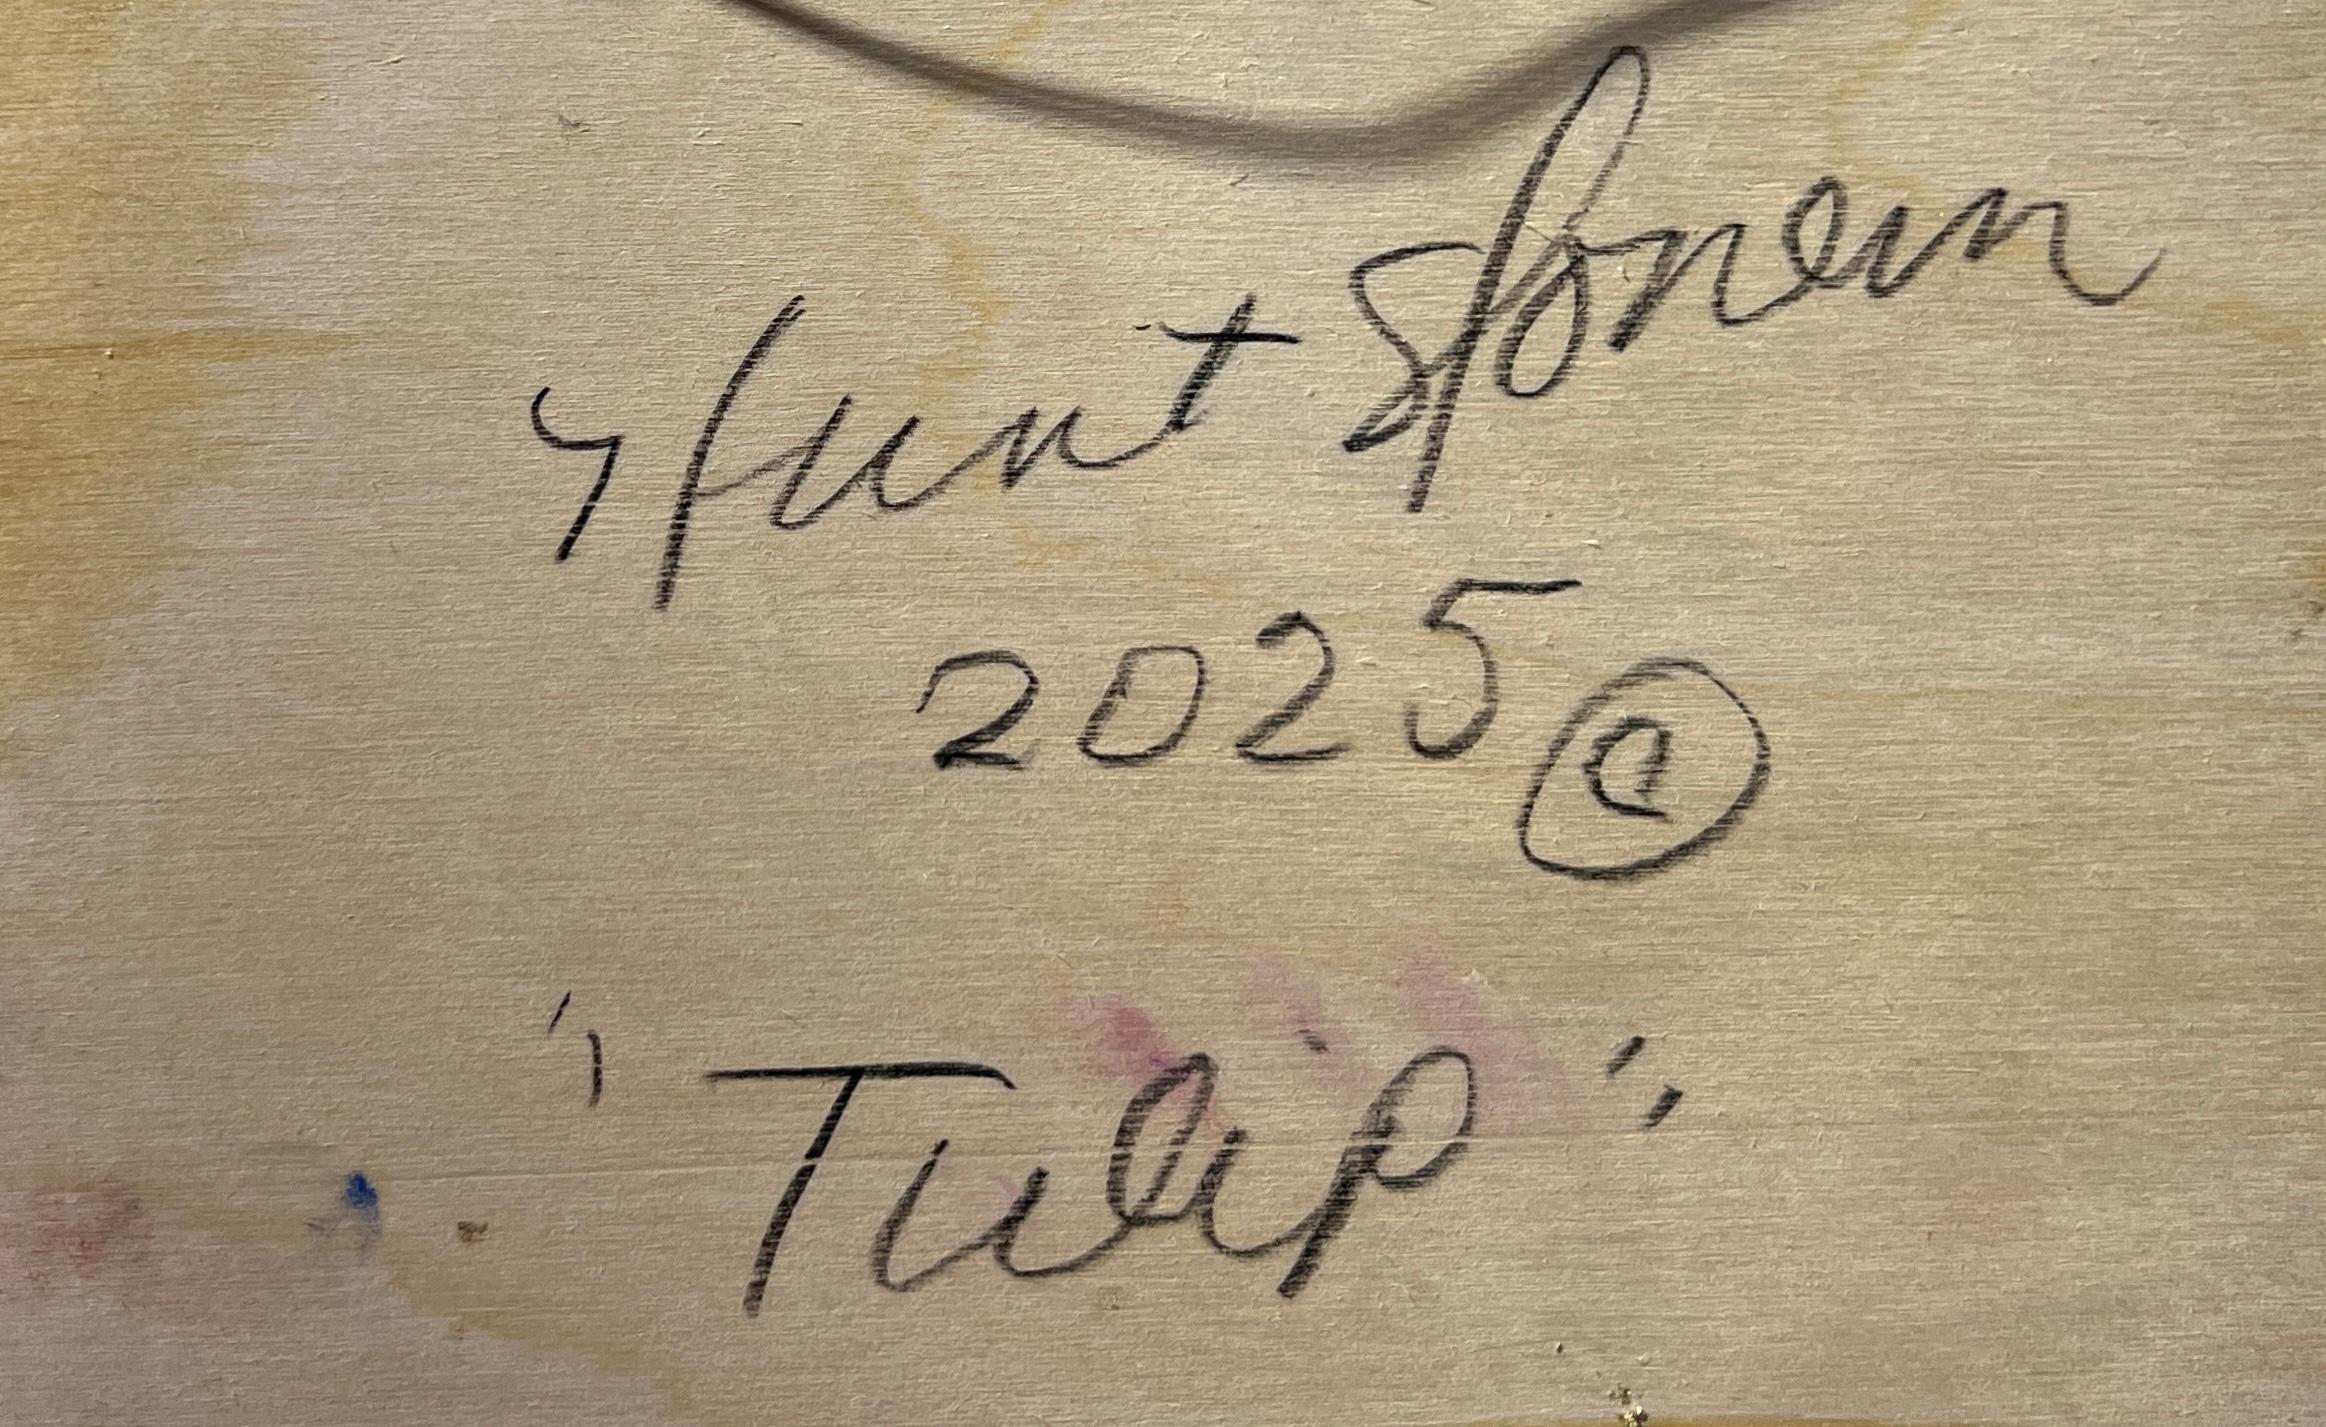 Hunt Slonem
2025 ⓐ
"Tulip"